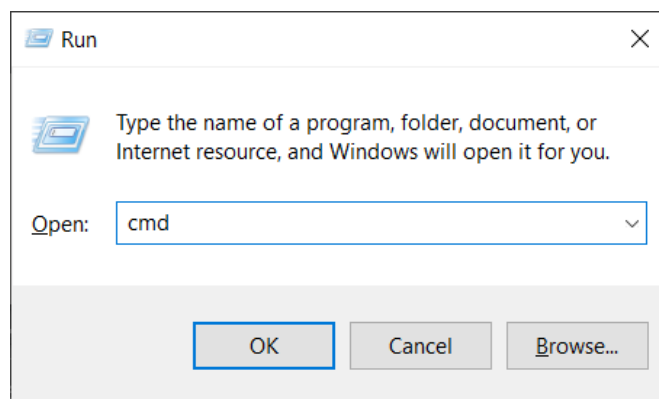 Run
Type the name of a program, folder, document, or
Internet resource, and Windows will open it for you.
Open: cmd
OK Cancel Browse...